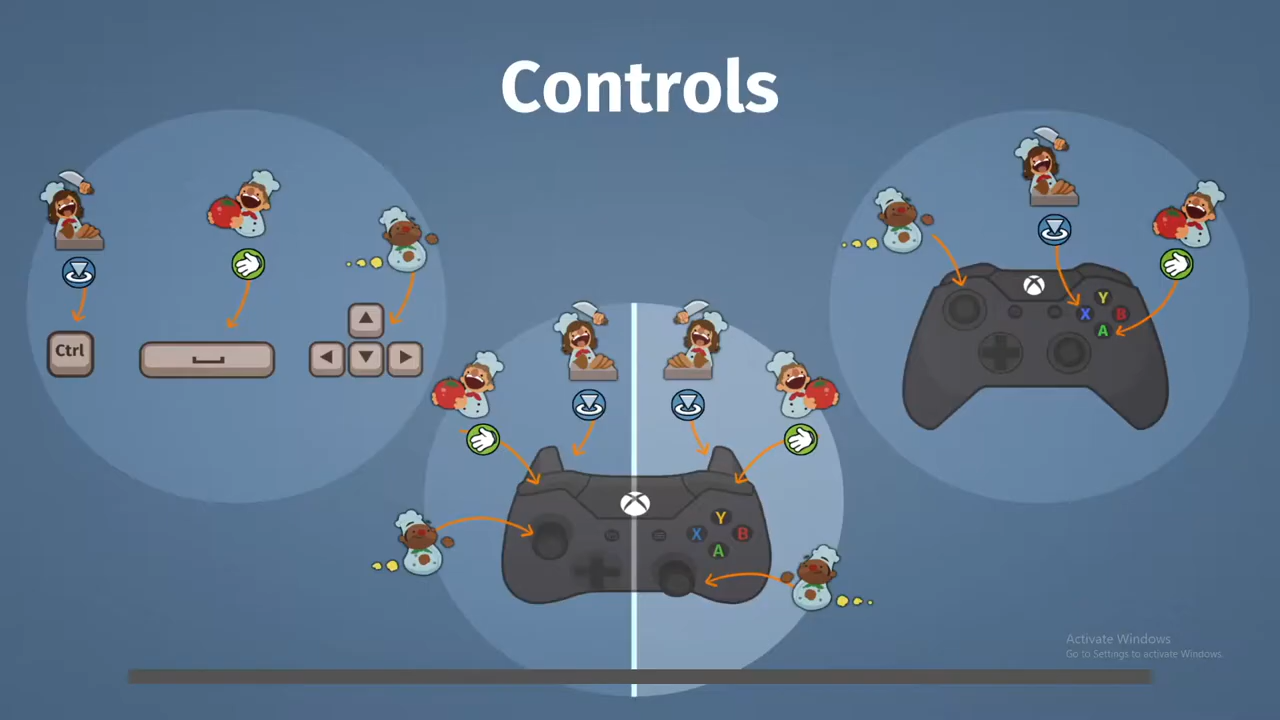 Controls
Ctrl
Y
X
B
A
Y
X
B
A
Activate Windows
Go to Settings to activate Windows.